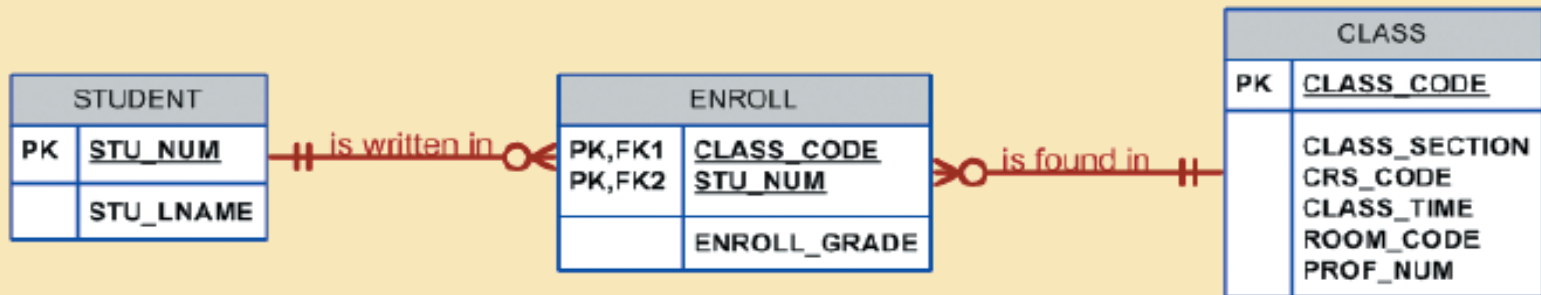 STUDENT
PK STU_NUM
STU_LNAME
is written in
ENROLL
PK,FK1 CLASS_CODE
PK,FK2 STU_NUM
ENROLL_GRADE
is found in
CLASS
PK CLASS_CODE
CLASS_SECTION
CRS_CODE
CLASS_TIME
ROOM_CODE
PROF_NUM